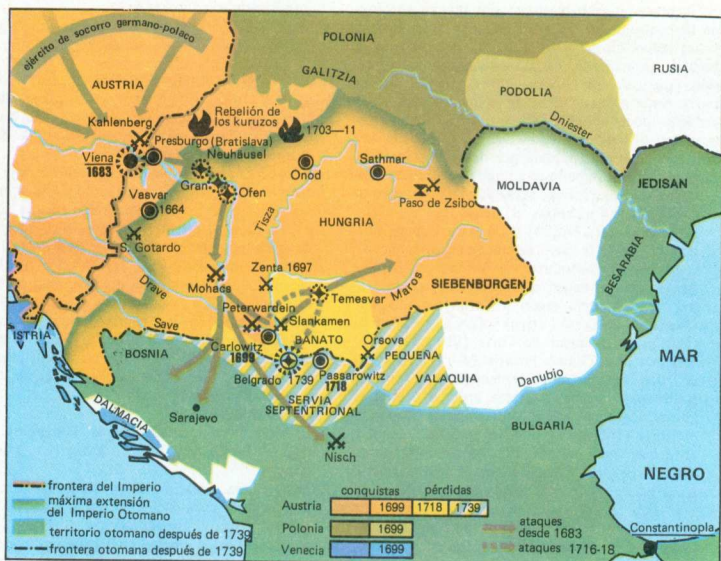 ejército de socorro germano-polaco
POLONIA
RUSIA
AUSTRIA
GALITZIA
PODOLIA
Kahlenberg
Rebelión de
los kuruzos
1703—11
Dniester
Presburgo (Bratislava)
Neuhäusel
Viena
1683
Onod
Sathmar
MOLDAVIA
JEDISAN
Gran
Ofen
Vasvar
1664
Paso de Zsibo
Tisza
HUNGRIA
BESARABIA
S. Gotardo
Drave
Mohacs
Zenta 1697
Maros
SIEBENBÜRGEN
Temesvar
Peterwardein
Slankamen
Save
ISTRIA
BOSNIA
Carlowitz
1699
BANATO
Orsova
PEQUEÑA
VALAQUIA
MAR
Belgrado 1739
Passarowitz
1718
Danubio
DALMACIA
Sarajevo
SERVIA
SEPTENTRIONAL
BULGARIA
Nisch
NEGRO
frontera del Imperio
máxima extensión
del Imperio Otomano
territorio otomano después de 1739
frontera otomana después de 1739
conquistas pérdidas
Austria 1699 1718 1739
Polonia 1699
Venecia 1699
ataques
desde 1683
ataques 1716-18
Constantinopla